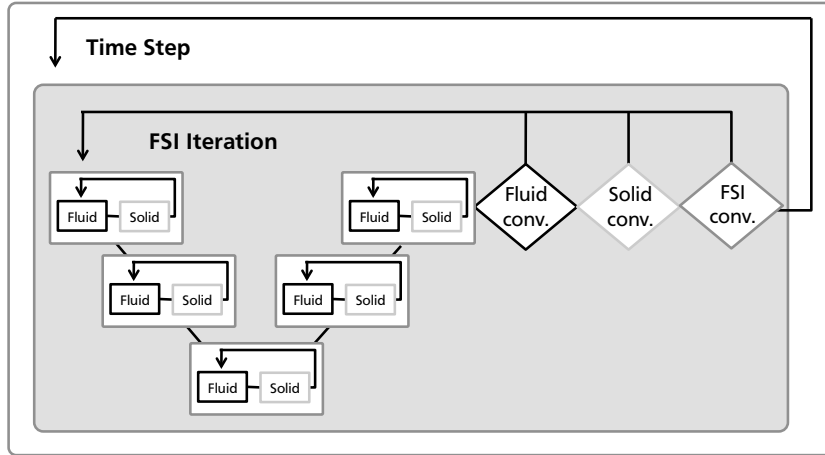 Time Step
FSI Iteration
Fluid Solid
Fluid Solid
Fluid
conv.
Solid
conv.
FSI
conv.
Fluid Solid
Fluid Solid
Fluid Solid